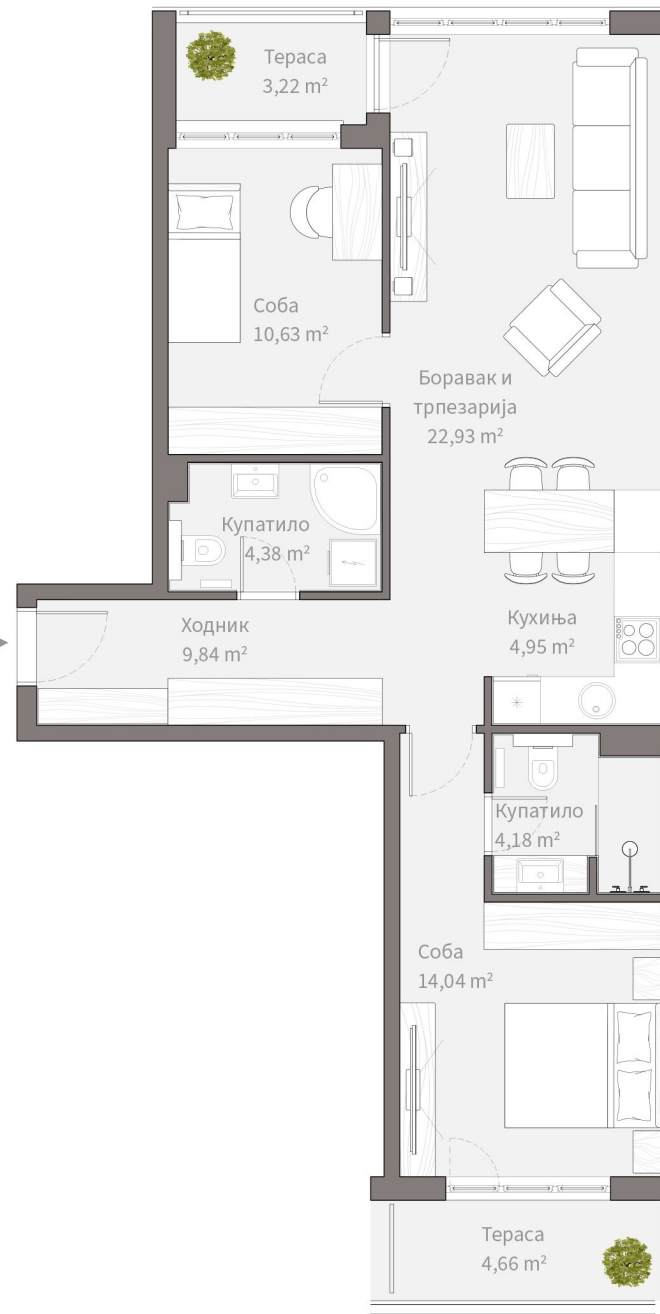 Тераса
3,22 m²
Соба
10,63 m²
Боравак и
трпезарија
22,93 m²
Купатило
4,38 m²
Ходник
9,84 m²
Кухиња
4,95 m²
Купатило
4,18 m²
Соба
14,04 m²
Тераса
4,66 m²